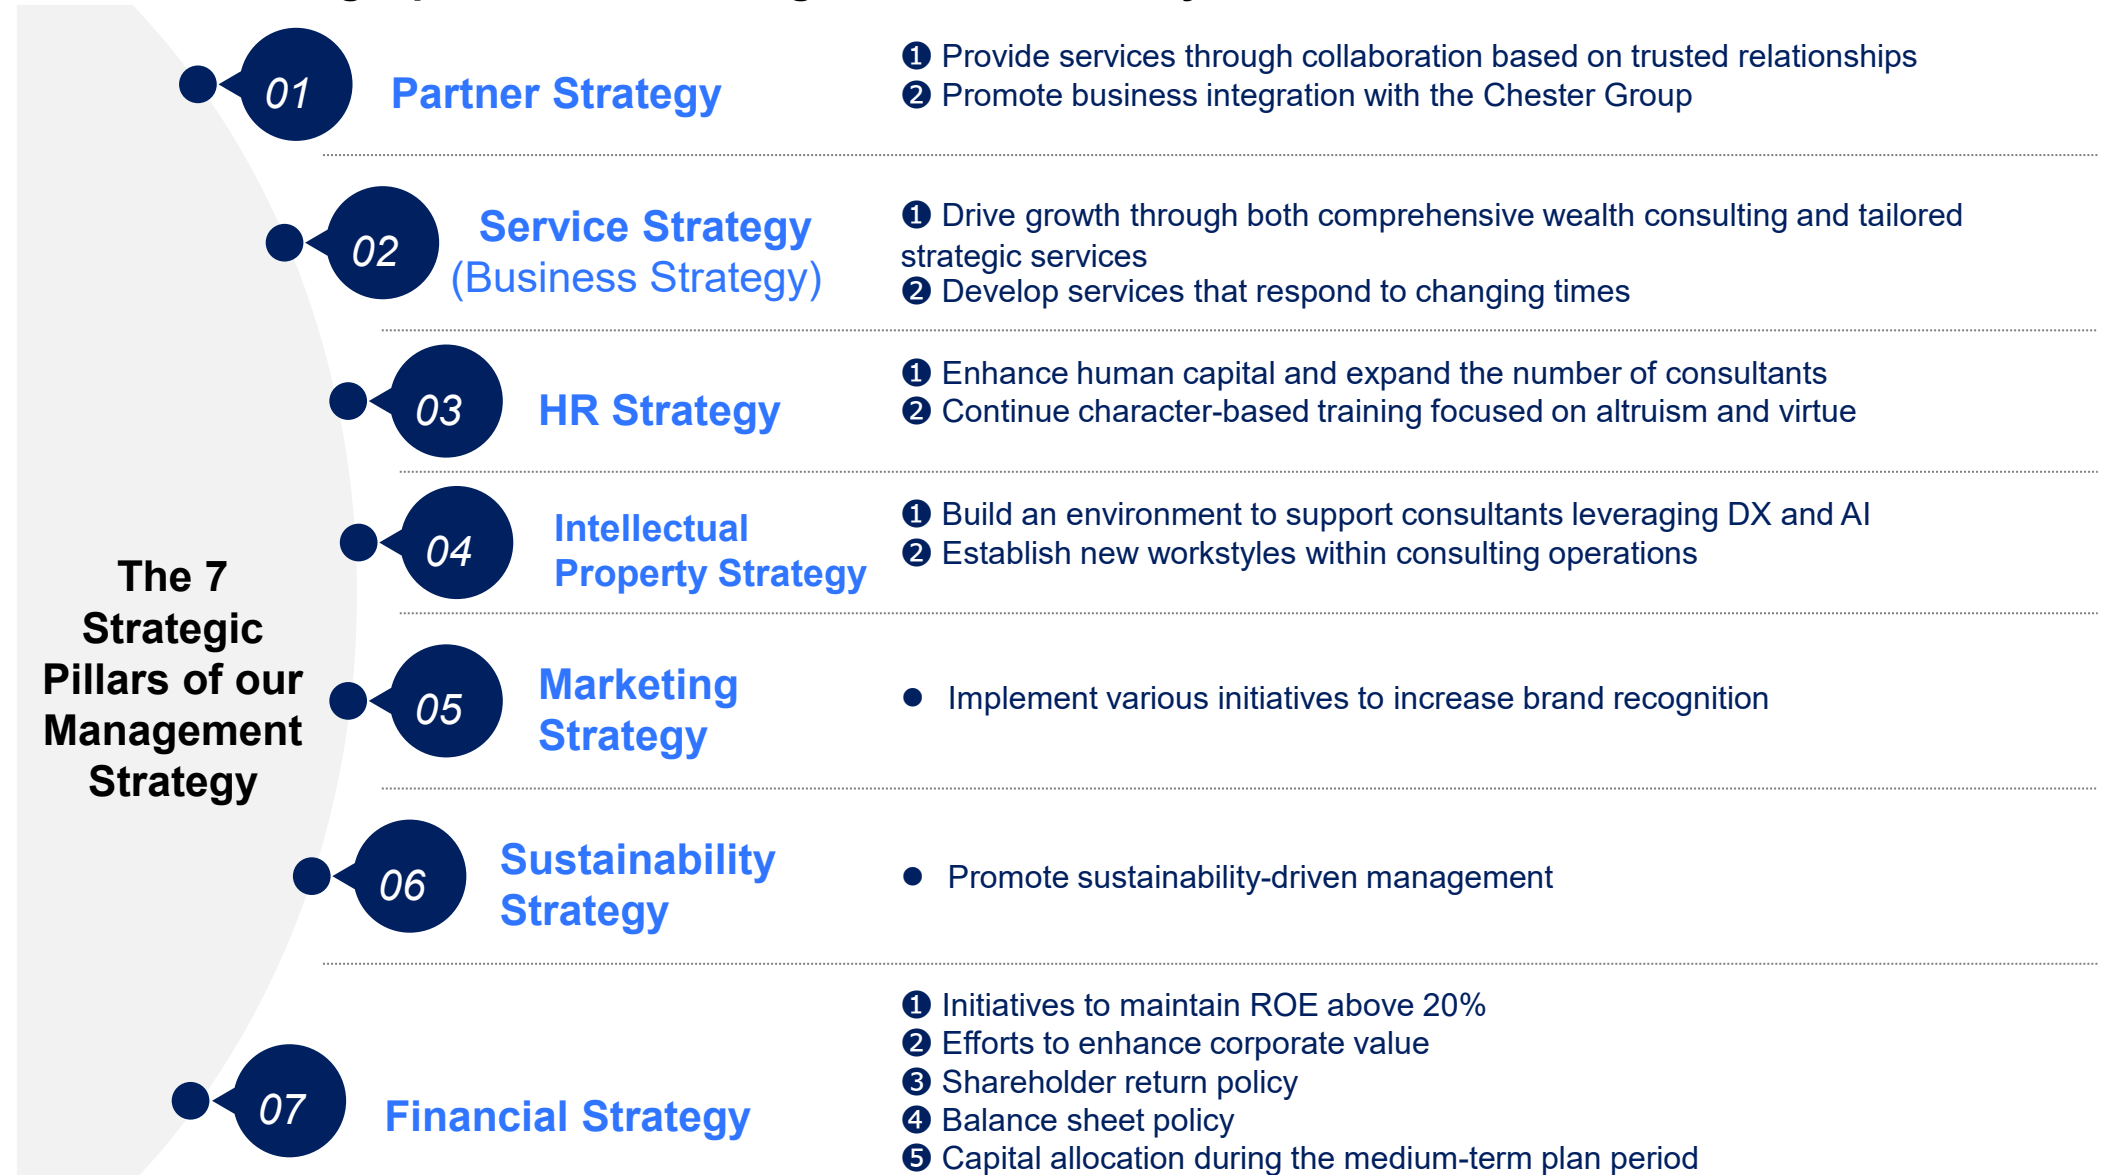 The 7
Strategic
Pillars of our
Management
Strategy
01
Partner Strategy
❶ Provide services through collaboration based on trusted relationships
❷ Promote business integration with the Chester Group
02
Service Strategy
(Business Strategy)
❶ Drive growth through both comprehensive wealth consulting and tailored
strategic services
❷ Develop services that respond to changing times
03
HR Strategy
❶ Enhance human capital and expand the number of consultants
❷ Continue character-based training focused on altruism and virtue
04
Intellectual
Property Strategy
❶ Build an environment to support consultants leveraging DX and AI
❷ Establish new workstyles within consulting operations
05
Marketing
Strategy
● Implement various initiatives to increase brand recognition
06
Sustainability
Strategy
● Promote sustainability-driven management
07
Financial Strategy
❶ Initiatives to maintain ROE above 20%
❷ Efforts to enhance corporate value
❸ Shareholder return policy
❹ Balance sheet policy
❺ Capital allocation during the medium-term plan period